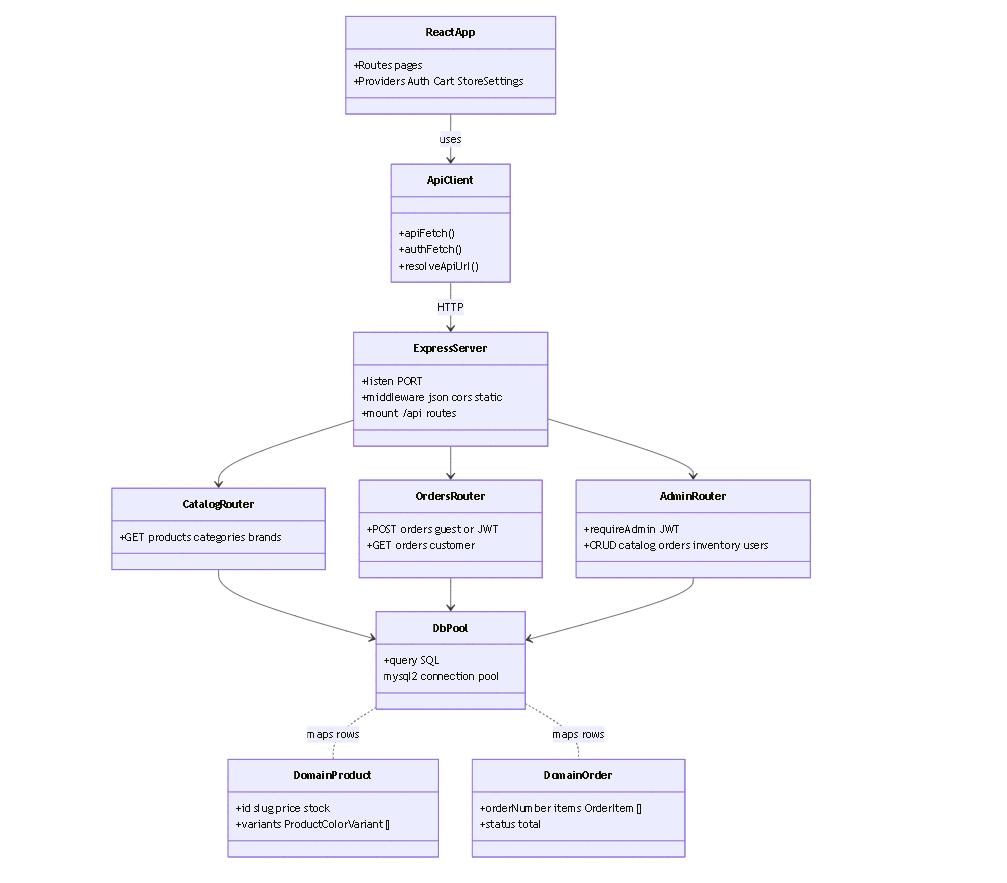 ReactApp
+Routes pages
+Providers Auth Cart StoreSettings
uses
ApiClient
+apiFetch()
+authFetch()
+resolveApiUrl()
HTTP
ExpressServer
+listen PORT
+middleware json cors static
+mount /api routes
CatalogRouter
+GET products categories brands
OrdersRouter
+POST orders guest or JWT
+GET orders customer
AdminRouter
+requireAdmin JWT
+CRUD catalog orders inventory users
DbPool
+query SQL
mysql2 connection pool
maps rows
maps rows
DomainProduct
+id slug price stock
+variants ProductColorVariant[]
DomainOrder
+orderNumber items OrderItem[]
+status total